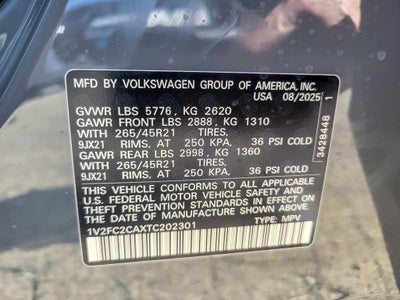 MFD BY VOLKSWAGEN GROUP OF AMERICA, INC.
USA 08/2025
GVWR LBS 5776, KG 2620
GAWR FRONT LBS 2888, KG 1310
WITH 265/45R21 TIRES,
9JX21 RIMS, AT 250 KPA, 36 PSI COLD
GAWR REAR LBS 2998, KG 1360
WITH 265/45R21 TIRES,
9JX21 RIMS, AT 250 KPA, 36 PSI COLD
THIS VEHICLE CONFORMS TO ALL APPLICABLE
U.S. FEDERAL MOTOR VEHICLE SAFETY
AND THEFT PREVENTION STANDARDS IN EFFECT
ON THE DATE OF MANUFACTURE SHOWN ABOVE.
1V2FC2CAXTC202301 TYPE: MPV
3428448 1